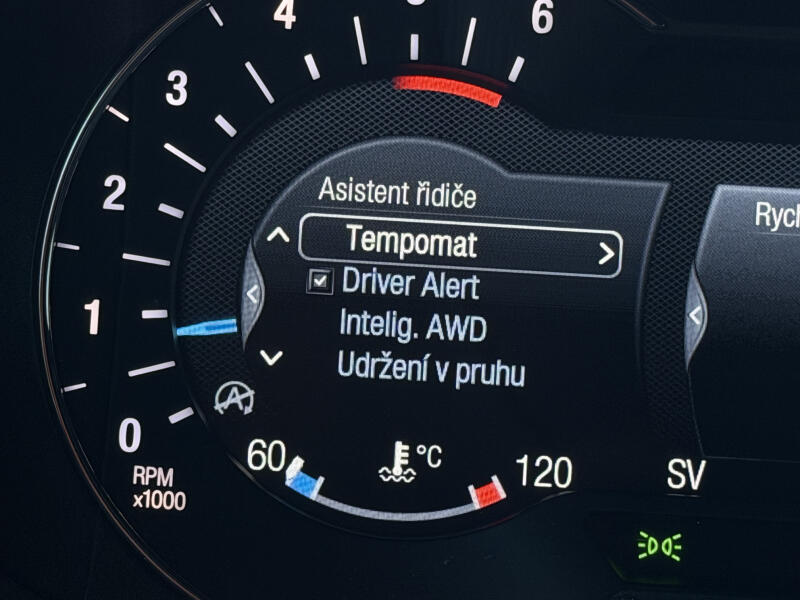 4
5
6
3
2
1
0
RPM
x1000
Asistent řidiče
Tempomat
Driver Alert
Intelig. AWD
Udržení v pruhu
A
60
°C
120
SV